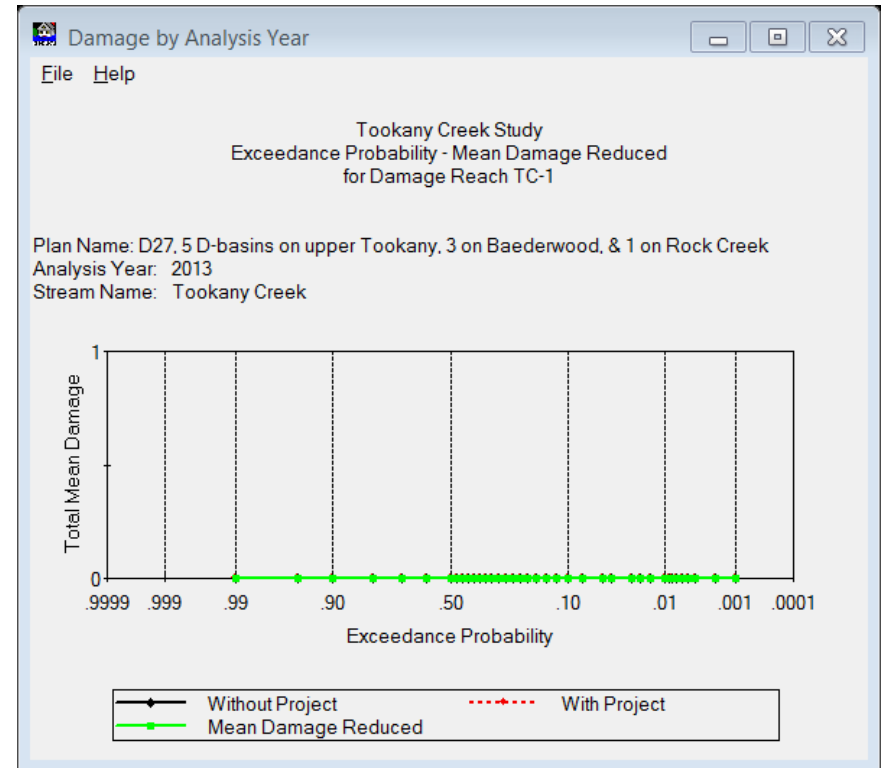 Damage by Analysis Year
File Help
Tookany Creek Study
Exceedance Probability - Mean Damage Reduced
for Damage Reach TC-1
Plan Name: D27, 5 D-basins on upper Tookany, 3 on Baederwood, & 1 on Rock Creek
Analysis Year: 2013
Stream Name: Tookany Creek
1
Total Mean Damage
0
.9999 .999 .99 .90 .50 .10 .01 .001 .0001
Exceedance Probability
Without Project With Project
Mean Damage Reduced